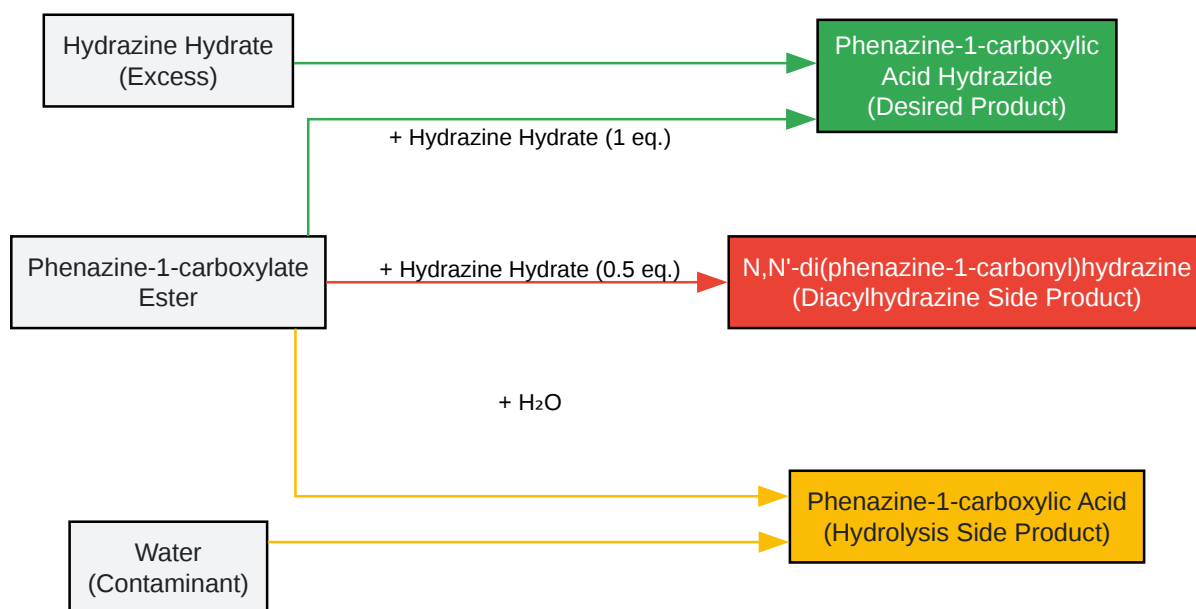 Hydrazine Hydrate
(Excess)
Phenazine-1-carboxylic
Acid Hydrazide
(Desired Product)
+ Hydrazine Hydrate (1 eq.)
Phenazine-1-carboxylate
Ester
+ Hydrazine Hydrate (0.5 eq.)
N,N'-di(phenazine-1-carbonyl)hydrazine
(Diacylhydrazine Side Product)
+ H₂O
Phenazine-1-carboxylic Acid
(Hydrolysis Side Product)
Water
(Contaminant)